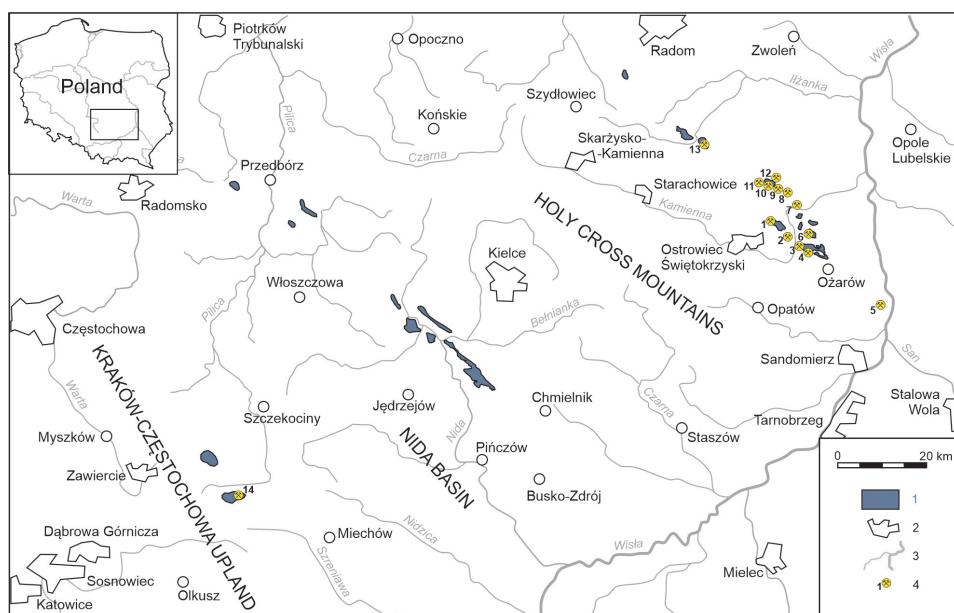 Poland
Piotrków
Trybunalski
Opoczno
Radom
Zwoleń
Wisła
Iłżanka
Szydłowiec
Końskie
Pilica
Czarna
Skarżysko-
-Kamienna
13
Opole
Lubelskie
Przedbórz
Warta
Radomsko
Starachowice
12
11
10
9
8
7
Kamienna
1
2
6
3
4
Ostrowiec
Świętokrzyski
Ożarów
HOLY CROSS MOUNTAINS
Kielce
Włoszczowa
Pilica
Bełnianka
Opatów
5
Częstochowa
Sandomierz
San
KRAKÓW-CZĘSTOCHOWA UPLAND
Warta
Szczekociny
Jędrzejów
Nida
NIDA BASIN
Chmielnik
Czarna
Staszów
Tarnobrzeg
Stalowa
Wola
Myszków
Zawiercie
Pińczów
Busko-Zdrój
14
Dąbrowa Górnicza
Sosnowiec
Katowice
Olkusz
Miechów
Szreniawa
Nidzica
Wisła
Mielec
0
20 km
1
2
3
1
4